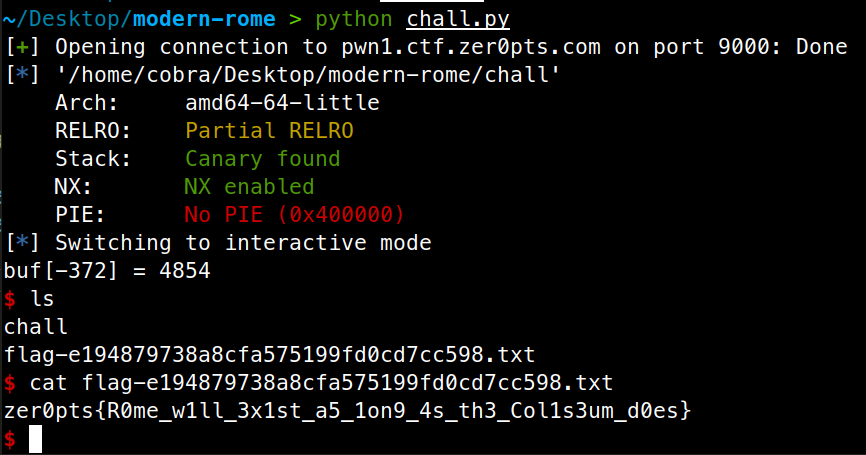 ~/Desktop/modern-rome > python chall.py
[+] Opening connection to pwn1.ctf.zer0pts.com on port 9000: Done
[*] '/home/cobra/Desktop/modern-rome/chall'
    Arch:     amd64-64-little
    RELRO:    Partial RELRO
    Stack:    Canary found
    NX:       NX enabled
    PIE:      No PIE (0x400000)
[*] Switching to interactive mode
buf[-372] = 4854
$ ls
chall
flag-e194879738a8cfa575199fd0cd7cc598.txt
$ cat flag-e194879738a8cfa575199fd0cd7cc598.txt
zer0pts{R0me_w1ll_3x1st_a5_1on9_4s_th3_Col1s3um_d0es}
$